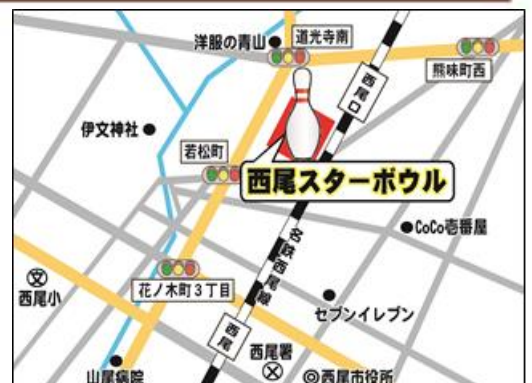 洋服の青山
道光寺南
熊味町西
西尾口
伊文神社
若松町
西尾スターボウル
CoCo壱番屋
名鉄西尾線
文
西尾小
花ノ木町3丁目
セブンイレブン
西尾
西尾署
山尾病院
西尾市役所